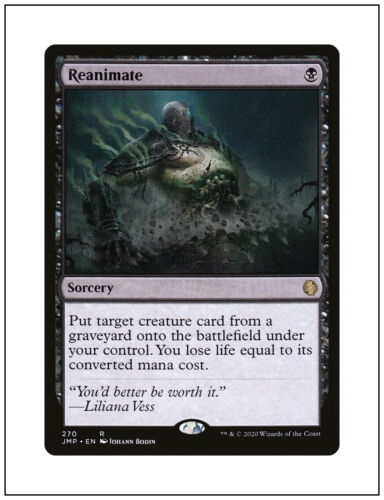 Reanimate
Sorcery
Put target creature card from a
graveyard onto the battlefield under
your control. You lose life equal to its
converted mana cost.
“You’d better be worth it.”
—Liliana Vess
270 R
JMP • EN Johann Bodin
™ & © 2020 Wizards of the Coast